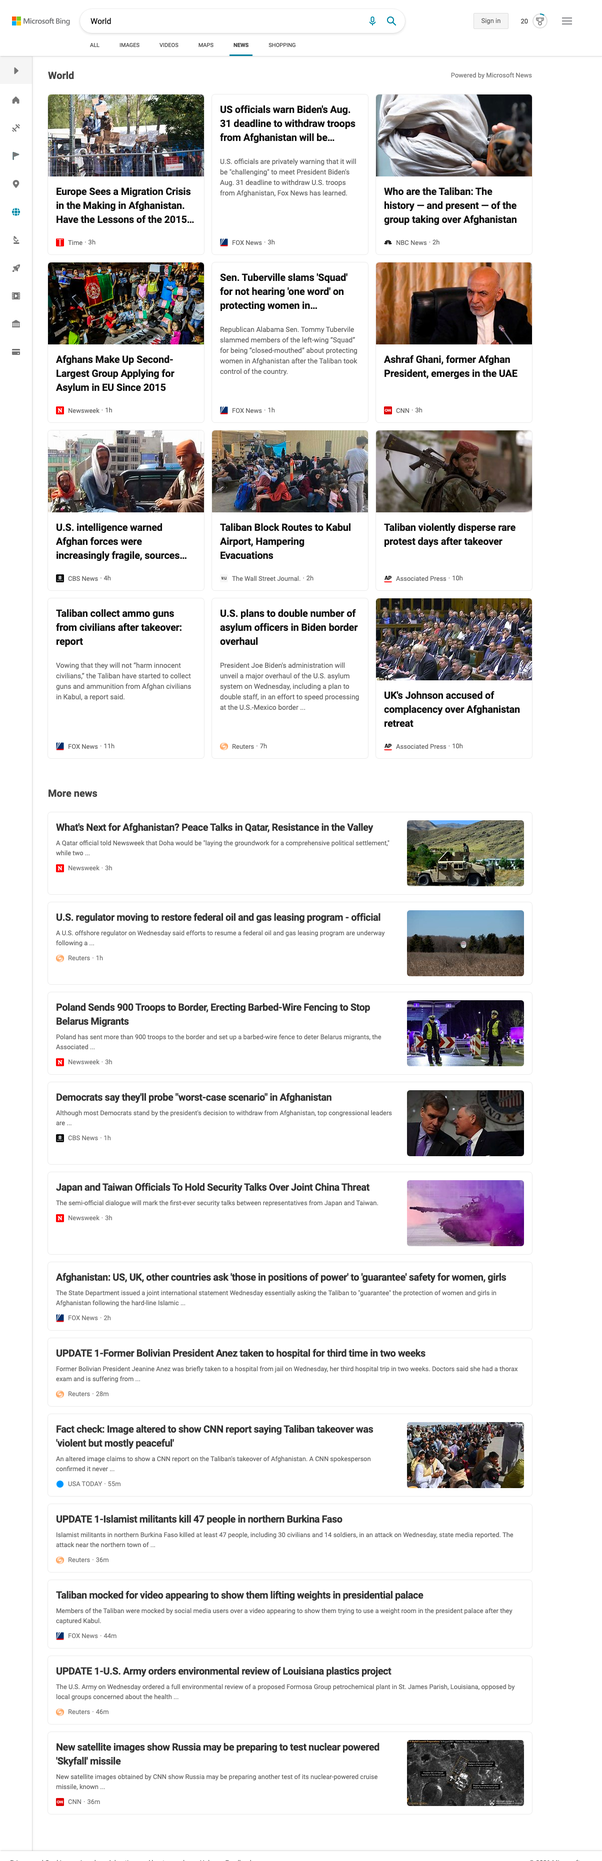 Microsoft Bing
World
Sign in
20
ALL
IMAGES
VIDEOS
MAPS
NEWS
SHOPPING
World
Powered by Microsoft News
Europe Sees a Migration Crisis
in the Making in Afghanistan.
Have the Lessons of the 2015...
Time · 3h
US officials warn Biden's Aug.
31 deadline to withdraw troops
from Afghanistan will be...
U.S. officials are privately warning that it will
be "challenging" to meet President Biden's
Aug. 31 deadline to withdraw U.S. troops
from Afghanistan, Fox News has learned.
FOX News · 3h
Who are the Taliban: The
history — and present — of the
group taking over Afghanistan
NBC News · 2h
Afghans Make Up Second-
Largest Group Applying for
Asylum in EU Since 2015
Newsweek · 1h
Sen. Tuberville slams 'Squad'
for not hearing 'one word' on
protecting women in...
Republican Alabama Sen. Tommy Tuberville
slammed members of the left-wing "Squad"
for being "closed-mouthed" about protecting
women in Afghanistan after the Taliban took
control of the country.
FOX News · 1h
Ashraf Ghani, former Afghan
President, emerges in the UAE
CNN · 3h
U.S. intelligence warned
Afghan forces were
increasingly fragile, sources...
CBS News · 4h
Taliban Block Routes to Kabul
Airport, Hampering
Evacuations
The Wall Street Journal. · 2h
Taliban violently disperse rare
protest days after takeover
AP
Associated Press · 10h
Taliban collect ammo guns
from civilians after takeover:
report
Vowing that they will not "harm innocent
civilians," the Taliban have started to collect
guns and ammunition from Afghan civilians
in Kabul, a report said.
FOX News · 11h
U.S. plans to double number of
asylum officers in Biden border
overhaul
President Joe Biden's administration will
unveil a major overhaul of the U.S. asylum
system on Wednesday, including a plan to
double staff, in an effort to speed processing
at the U.S.-Mexico border ...
Reuters · 7h
UK's Johnson accused of
complacency over Afghanistan
retreat
AP
Associated Press · 10h
More news
What's Next for Afghanistan? Peace Talks in Qatar, Resistance in the Valley
A Qatar official told Newsweek that Doha would be "laying the groundwork for a comprehensive political settlement,"
while two ...
Newsweek · 3h
U.S. regulator moving to restore federal oil and gas leasing program - official
A U.S. offshore regulator on Wednesday said efforts to resume a federal oil and gas leasing program are underway
following a ...
Reuters · 1h
Poland Sends 900 Troops to Border, Erecting Barbed-Wire Fencing to Stop
Belarus Migrants
Poland has sent more than 900 troops to the border and set up a barbed-wire fence to deter Belarus migrants, the
Associated ...
Newsweek · 3h
Democrats say they'll probe "worst-case scenario" in Afghanistan
Although most Democrats stand by the president's decision to withdraw from Afghanistan, top congressional leaders
are ...
CBS News · 1h
Japan and Taiwan Officials To Hold Security Talks Over Joint China Threat
The semi-official dialogue will mark the first-ever security talks between representatives from Japan and Taiwan.
Newsweek · 3h
Afghanistan: US, UK, other countries ask 'those in positions of power' to 'guarantee' safety for women, girls
The State Department issued a joint international statement Wednesday essentially asking the Taliban to "guarantee" the protection of women and girls in
Afghanistan following the hard-line Islamic ...
FOX News · 2h
UPDATE 1-Former Bolivian President Anez taken to hospital for third time in two weeks
Former Bolivian President Jeanine Anez was briefly taken to a hospital from jail on Wednesday, her third hospital trip in two weeks. Doctors said she had a thorax
exam and is suffering from ...
Reuters · 28m
Fact check: Image altered to show CNN report saying Taliban takeover was
'violent but mostly peaceful'
An altered image claims to show a CNN report on the Taliban's takeover of Afghanistan. A CNN spokesperson
confirmed it never ...
USA TODAY · 55m
UPDATE 1-Islamist militants kill 47 people in northern Burkina Faso
Islamist militants in northern Burkina Faso killed at least 47 people, including 30 civilians and 14 soldiers, in an attack on Wednesday, state media reported. The
attack near the northern town of ...
Reuters · 36m
Taliban mocked for video appearing to show them lifting weights in presidential palace
Members of the Taliban were mocked by social media users over a video appearing to show them trying to use a weight room in the president palace after they
captured Kabul.
FOX News · 44m
UPDATE 1-U.S. Army orders environmental review of Louisiana plastics project
The U.S. Army on Wednesday ordered a full environmental review of a proposed Formosa Group petrochemical plant in St. James Parish, Louisiana, opposed by
local groups concerned about the health ...
Reuters · 46m
New satellite images show Russia may be preparing to test nuclear powered
'Skyfall' missile
New satellite images obtained by CNN show Russia may be preparing another test of its nuclear-powered cruise
missile, known ...
CNN · 36m